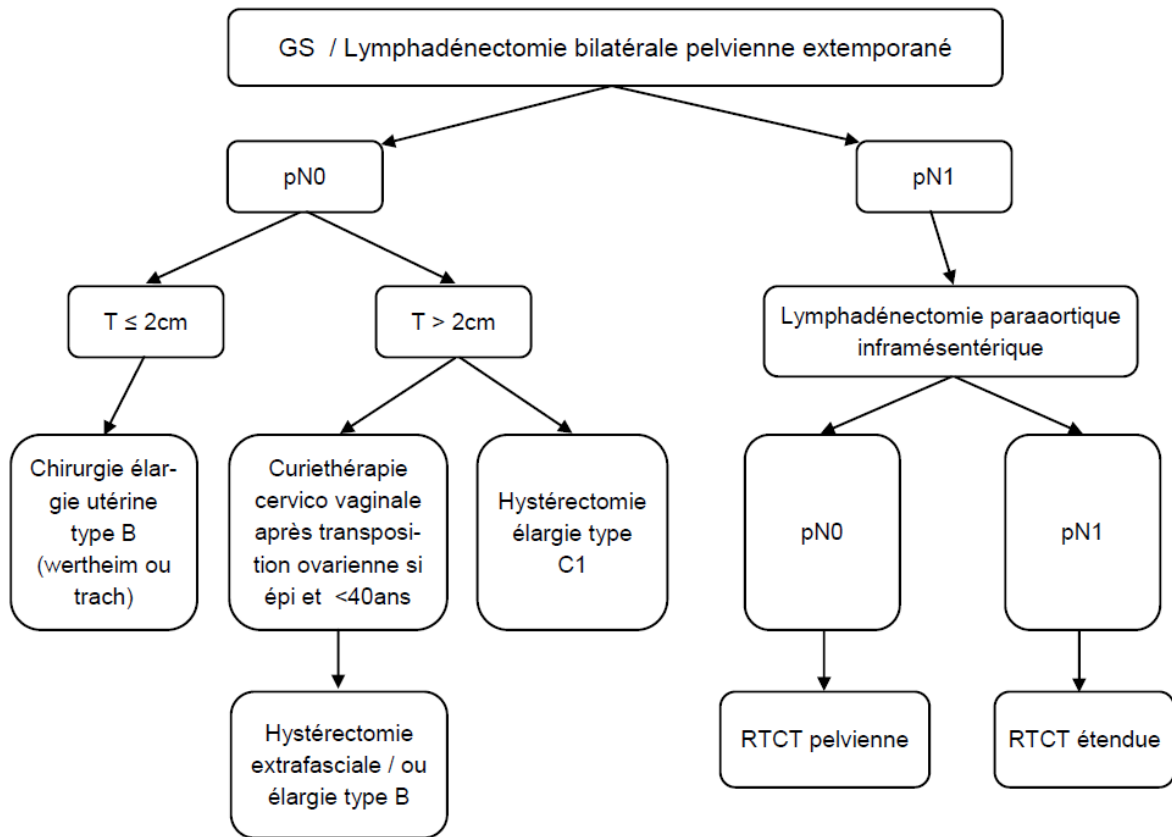 GS / Lymphadénectomie bilatérale pelvienne extemporané
pN0
pN1
T ≤ 2cm
T > 2cm
Lymphadénectomie paraaortique
inframésentérique
Chirurgie élar-
gie utérine
type B
(wertheim ou
trach)
Curiethérapie
cervico vaginale
après transposi-
tion ovarienne si
épi et <40ans
Hystérectomie
élargie type
C1
pN0
pN1
Hystérectomie
extrafasciale / ou
élargie type B
RTCT pelvienne
RTCT étendue